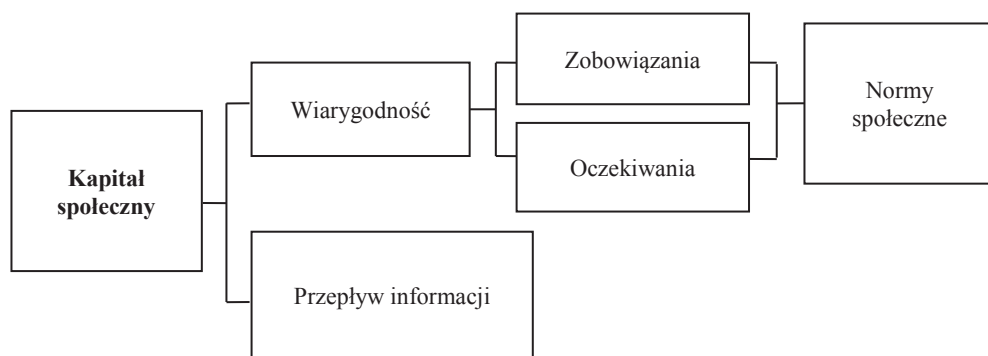 Kapitał
społeczny
Wiarygodność
Przepływ informacji
Zobowiązania
Oczekiwania
Normy
społeczne